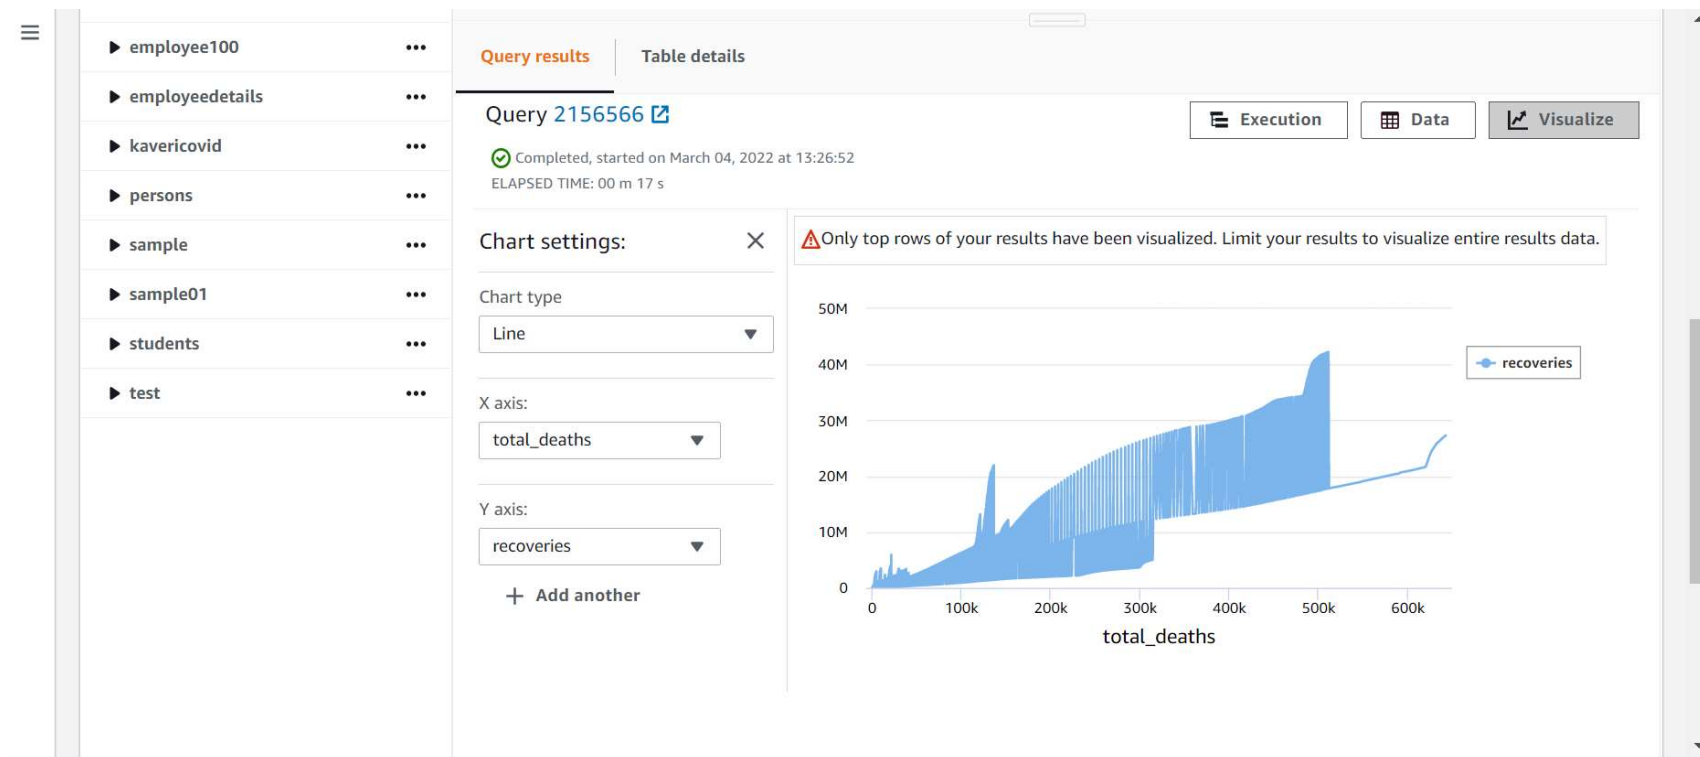 employee100
employeedetails
kavericovid
persons
sample
sample01
students
test
Query results
Table details
Query 2156566
Execution
Data
Visualize
Completed, started on March 04, 2022 at 13:26:52
ELAPSED TIME: 00 m 17 s
Chart settings:
Chart type
Line
X axis:
total_deaths
Y axis:
recoveries
Add another
Only top rows of your results have been visualized. Limit your results to visualize entire results data.
50M
40M
30M
20M
10M
0
0 100k 200k 300k 400k 500k 600k
total_deaths
recoveries